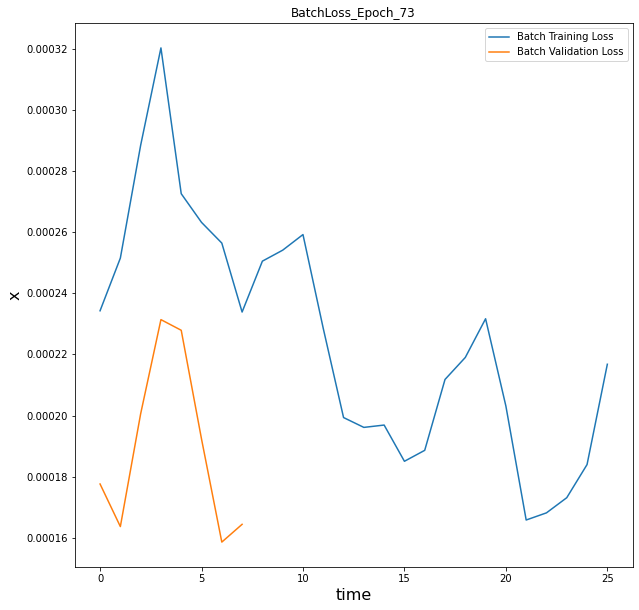 BatchLoss_Epoch_73
Batch Training Loss
Batch Validation Loss
0.00032
0.00030
0.00028
0.00026
0.00024
0.00022
0.00020
0.00018
0.00016
x
0 5 10 15 20 25
time